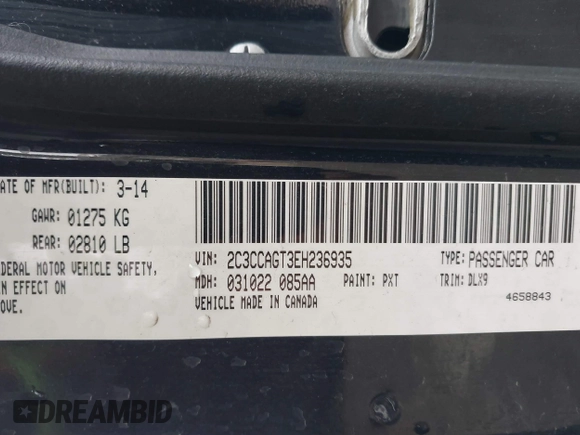 ATE OF MFR(BUILT): 3-14
GAWR: 01275 KG
REAR: 02810 LB
DERAL MOTOR VEHICLE SAFETY,
N EFFECT ON
OVE.
VIN: 2C3CCAGT3EH236935
TYPE: PASSENGER CAR
MDH: 031022 085AA
PAINT: PXT
TRIM: DLX9
VEHICLE MADE IN CANADA
4658843
DREAMBID